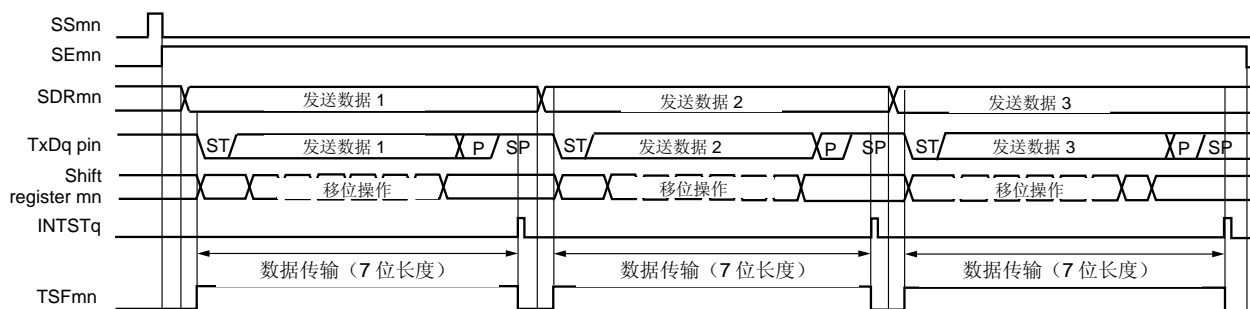 SSmn
SEmn
SDRmn 发送数据 1 发送数据 2 发送数据 3
TxDq pin ST 发送数据 1 P SP ST 发送数据 2 P SP ST 发送数据 3 P SP
Shift
register mn 移位操作 移位操作 移位操作
INTSTq
数据传输（7 位长度） 数据传输（7 位长度） 数据传输（7 位长度）
TSFmn